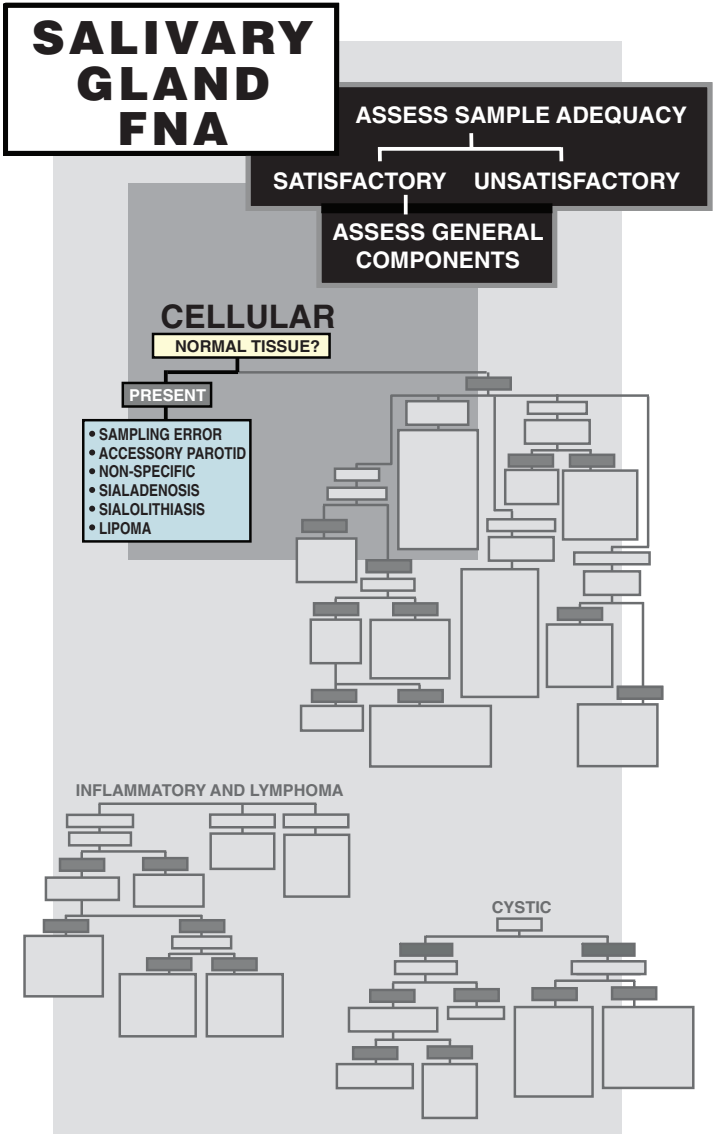 SALIVARY
GLAND
FNA
ASSESS SAMPLE ADEQUACY
SATISFACTORY UNSATISFACTORY
ASSESS GENERAL
COMPONENTS
CELLULAR
NORMAL TISSUE?
PRESENT
• SAMPLING ERROR
• ACCESSORY PAROTID
• NON-SPECIFIC
• SIALADENOSIS
• SIALOLITHIASIS
• LIPOMA
INFLAMMATORY AND LYMPHOMA
CYSTIC